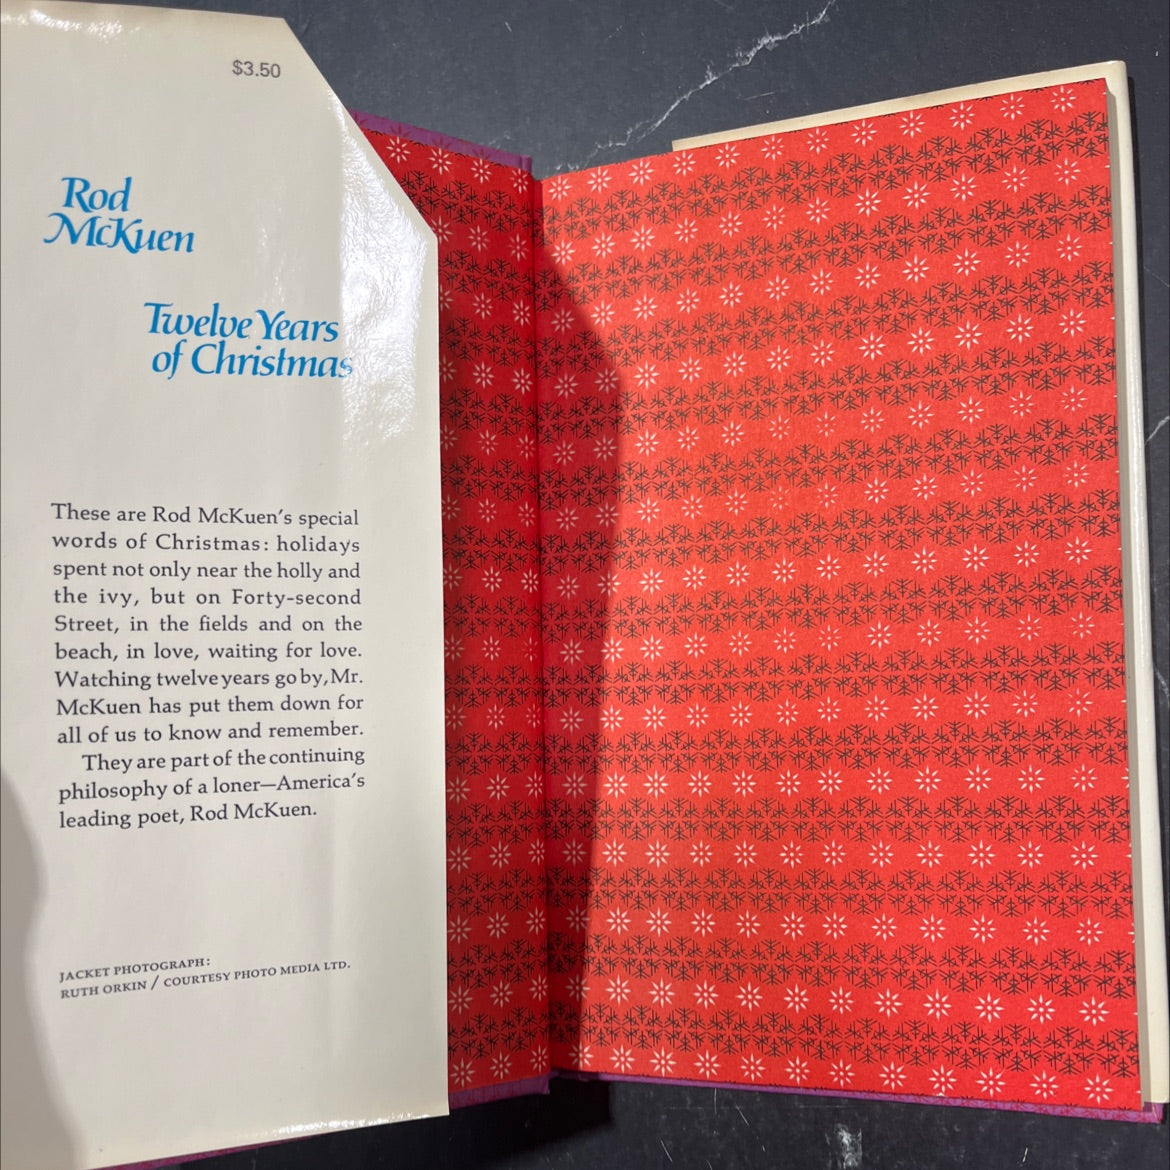 $3.50
Rod
McKuen
Twelve Years
of Christmas
These are Rod McKuen's special
words of Christmas: holidays
spent not only near the holly and
the ivy, but on Forty-second
Street, in the fields and on the
beach, in love, waiting for love.
Watching twelve years go by, Mr.
McKuen has put them down for
all of us to know and remember.
They are part of the continuing
philosophy of a loner—America's
leading poet, Rod McKuen.
JACKET PHOTOGRAPH:
RUTH ORKIN / COURTESY PHOTO MEDIA LTD.